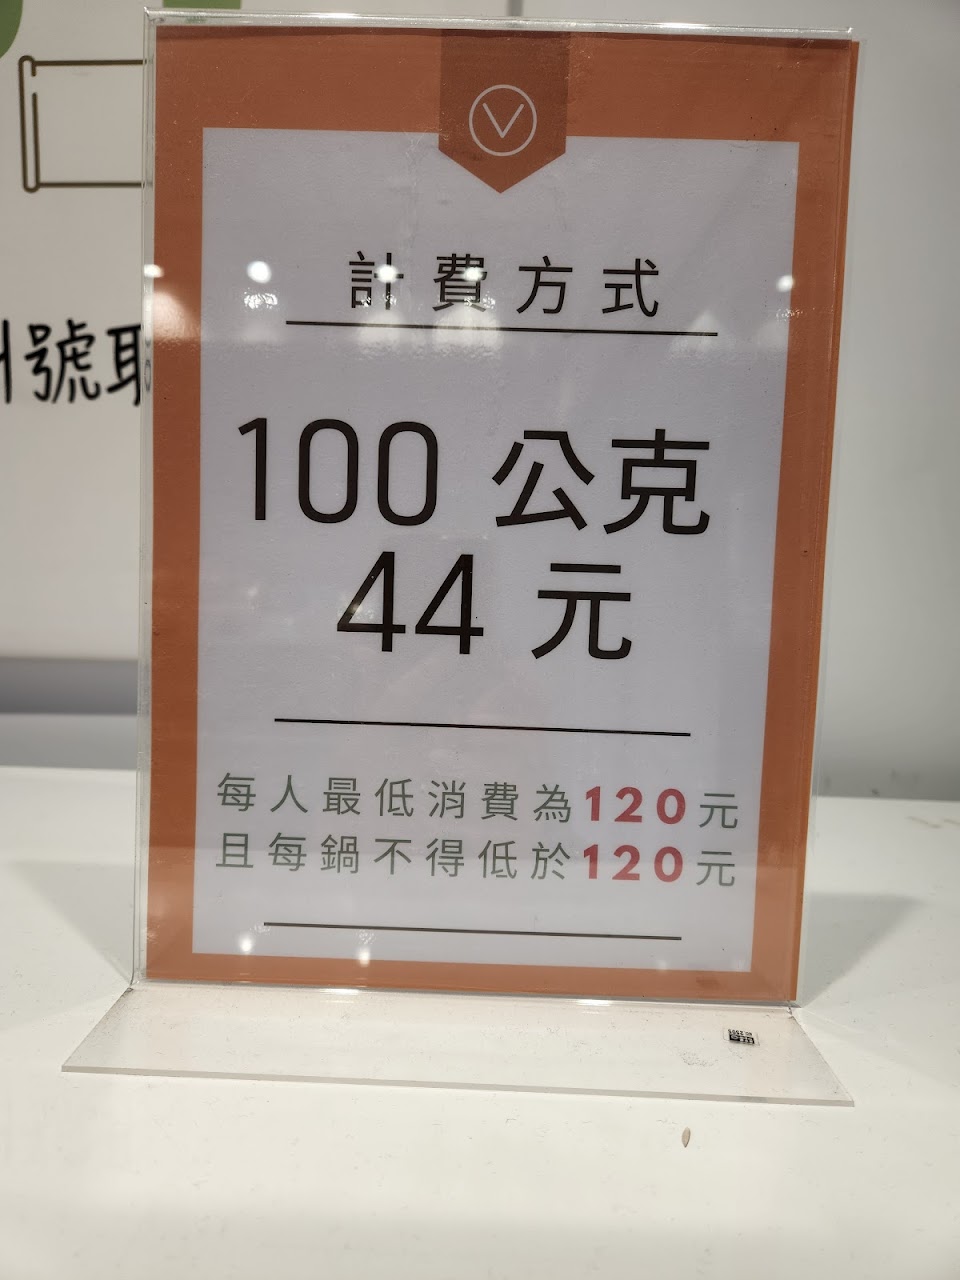 號
計費方式
100 公克
44 元
每人最低消費為120元
且每鍋不得低於120元